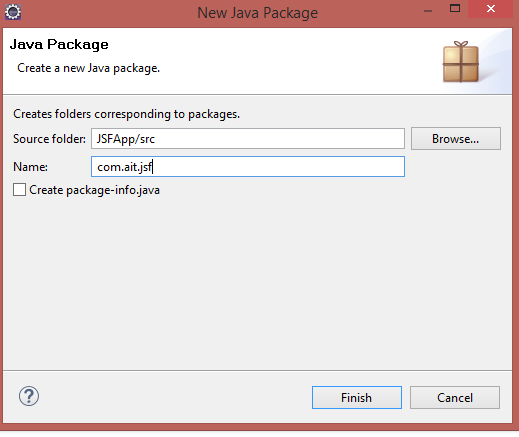 New Java Package
Java Package
Create a new Java package.
Creates folders corresponding to packages.
Source folder: JSFApp/src Browse...
Name: com.ait.jsf
Create package-info.java
? Finish Cancel